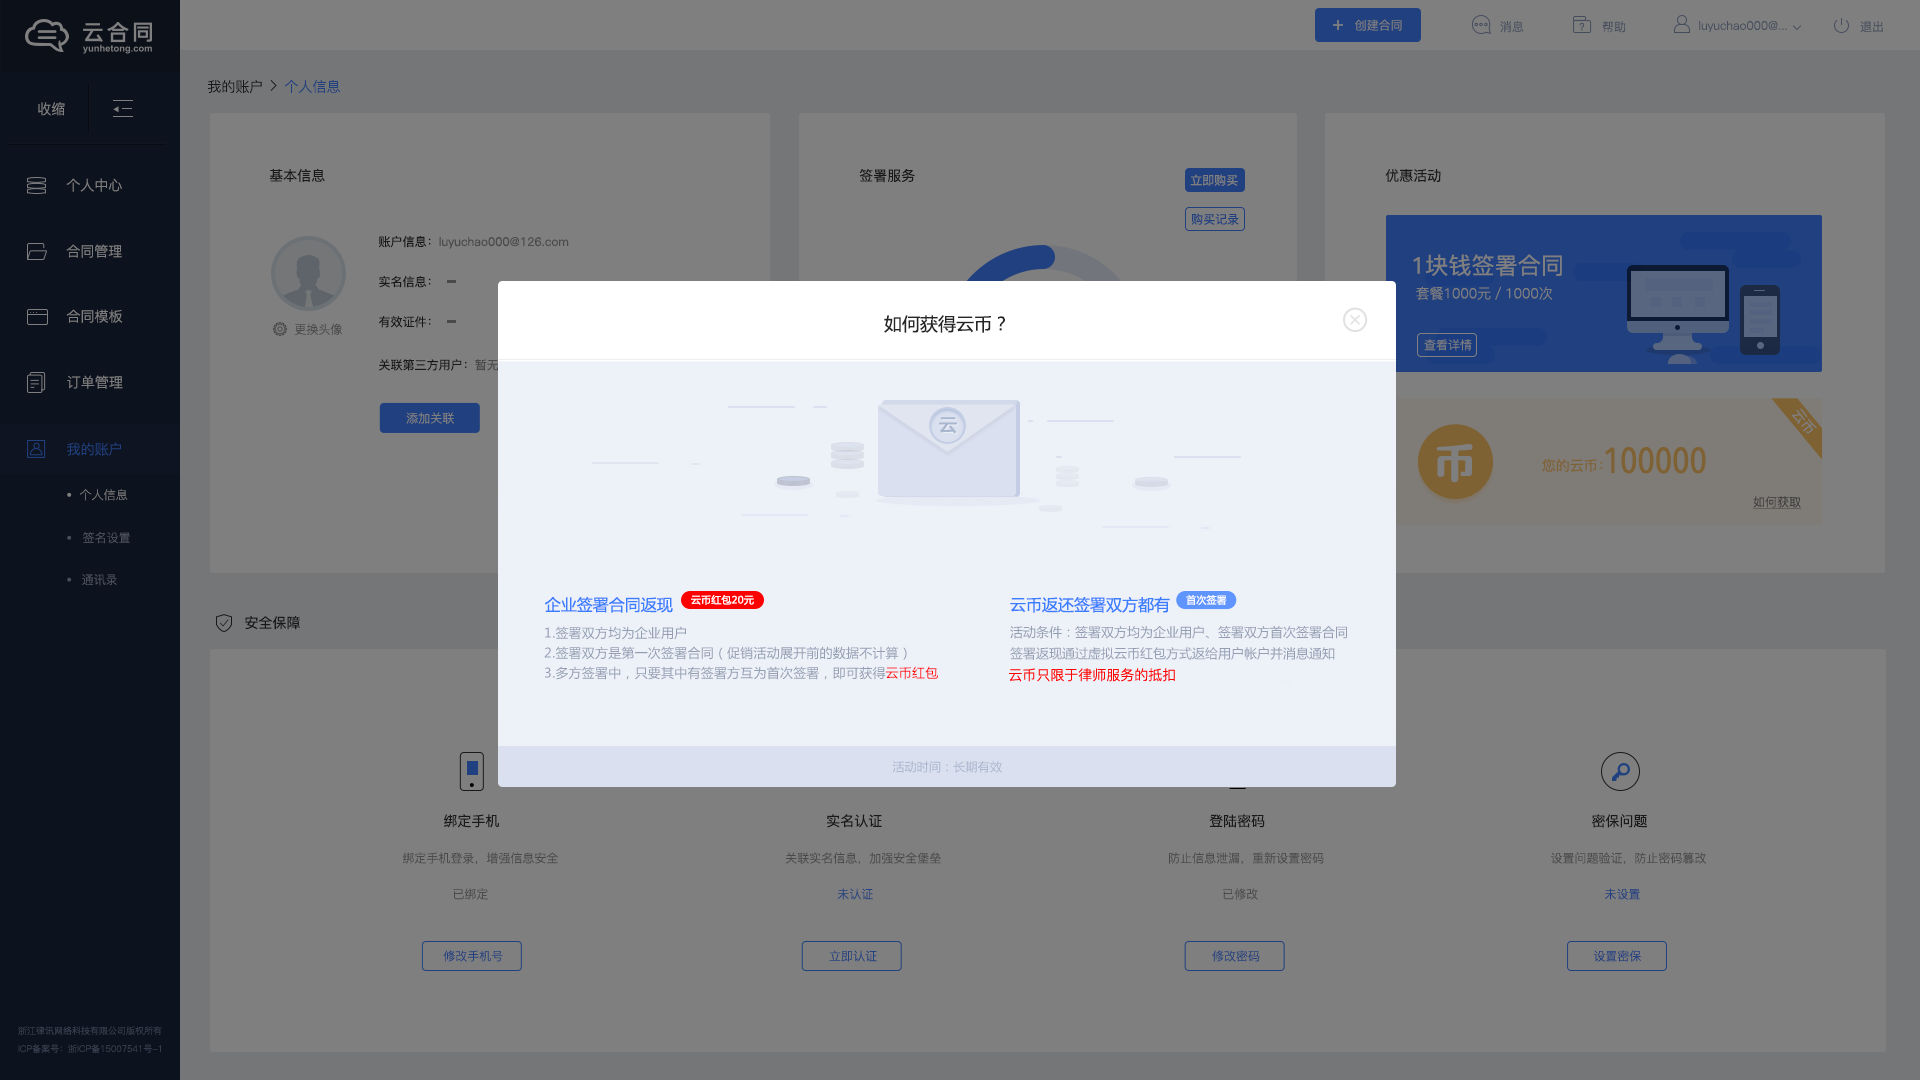 云合同
yunhetong.com
+ 创建合同
消息
帮助
luyuchao000@...
退出
收缩
我的账户 > 个人信息
个人中心
合同管理
合同模板
订单管理
我的账户
• 个人信息
• 签名设置
• 通讯录
浙江缔讯网络科技有限公司版权所有
ICP备案号：浙ICP备15007541号-1
基本信息
账户信息：luyuchao000@126.com
实名信息：
有效证件：
更换头像
关联第三方用户：暂无
添加关联
签署服务
立即购买
购买记录
优惠活动
1块钱签署合同
套餐1000元 / 1000次
查看详情
云币
币
您的云币:100000
如何获取
如何获得云币？
云
企业签署合同返现 云币红包20元
1.签署双方均为企业用户
2.签署双方是第一次签署合同（促销活动展开前的数据不计算）
3.多方签署中，只要其中有签署方互为首次签署，即可获得云币红包
云币返还签署双方都有 首次签署
活动条件：签署双方均为企业用户、签署双方首次签署合同
签署返现通过虚拟云币红包方式返给用户帐户并消息通知
云币只限于律师服务的抵扣
活动时间：长期有效
安全保障
绑定手机
绑定手机登录，增强信息安全
已绑定
修改手机号
实名认证
关联实名信息，加强安全堡垒
未认证
立即认证
登陆密码
防止信息泄漏，重新设置密码
已修改
修改密码
密保问题
设置问题验证，防止密码篡改
未设置
设置密保